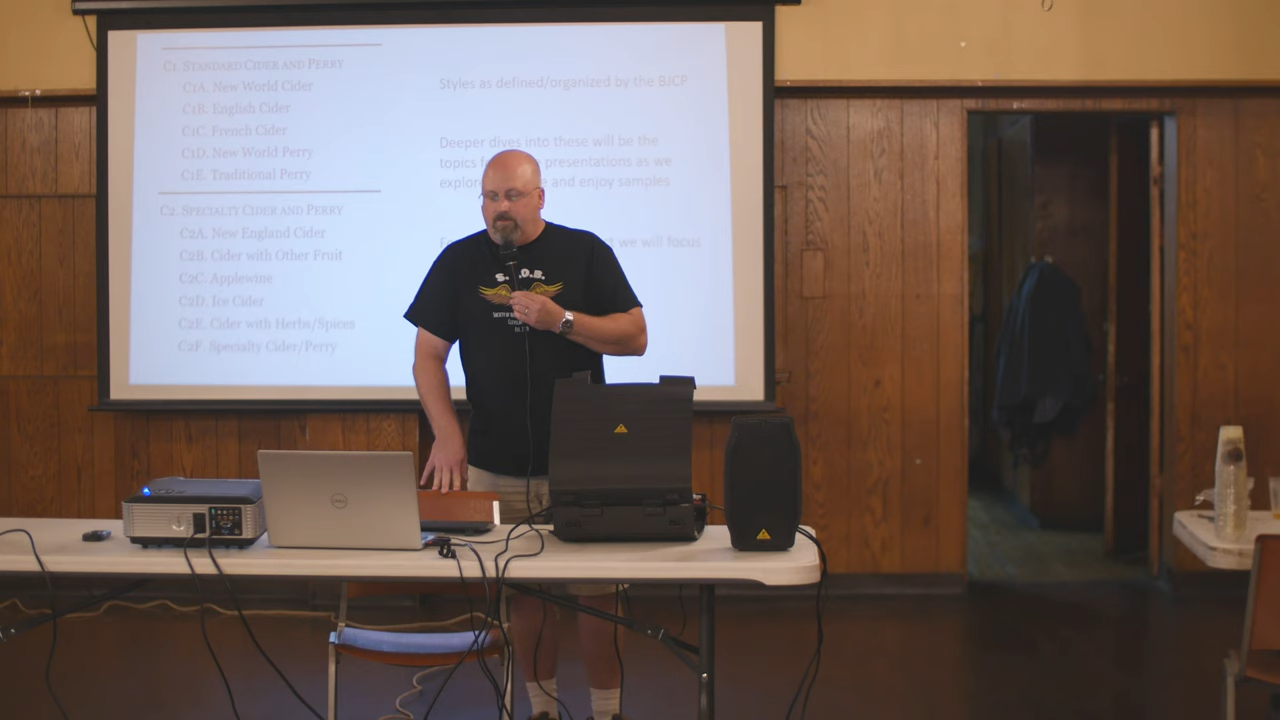 C1. Standard Cider and Perry
C1A. New World Cider
C1B. English Cider
C1C. French Cider
C1D. New World Perry
C1E. Traditional Perry
C2. Specialty Cider and Perry
C2A. New England Cider
C2B. Cider with Other Fruit
C2C. Applewine
C2D. Ice Cider
C2E. Cider with Herbs/Spices
C2F. Specialty Cider/Perry
Styles as defined/organized by the BJCP
Deeper dives into these will be the
topics presentations as we
explore and enjoy samples
we will focus
S. .O.B.
DELL